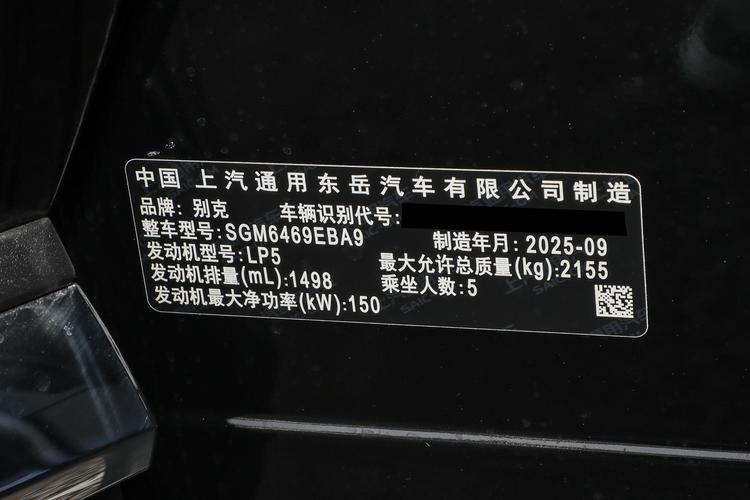 中国 上汽通用东岳汽车有限公司制造
品牌: 别克 车辆识别代号:
整车型号:SGM6469EBA9 制造年月: 2025-09
发动机型号:LP5 最大允许总质量(kg):2155
发动机排量(mL):1498 乘坐人数:5
发动机最大净功率(kW):150